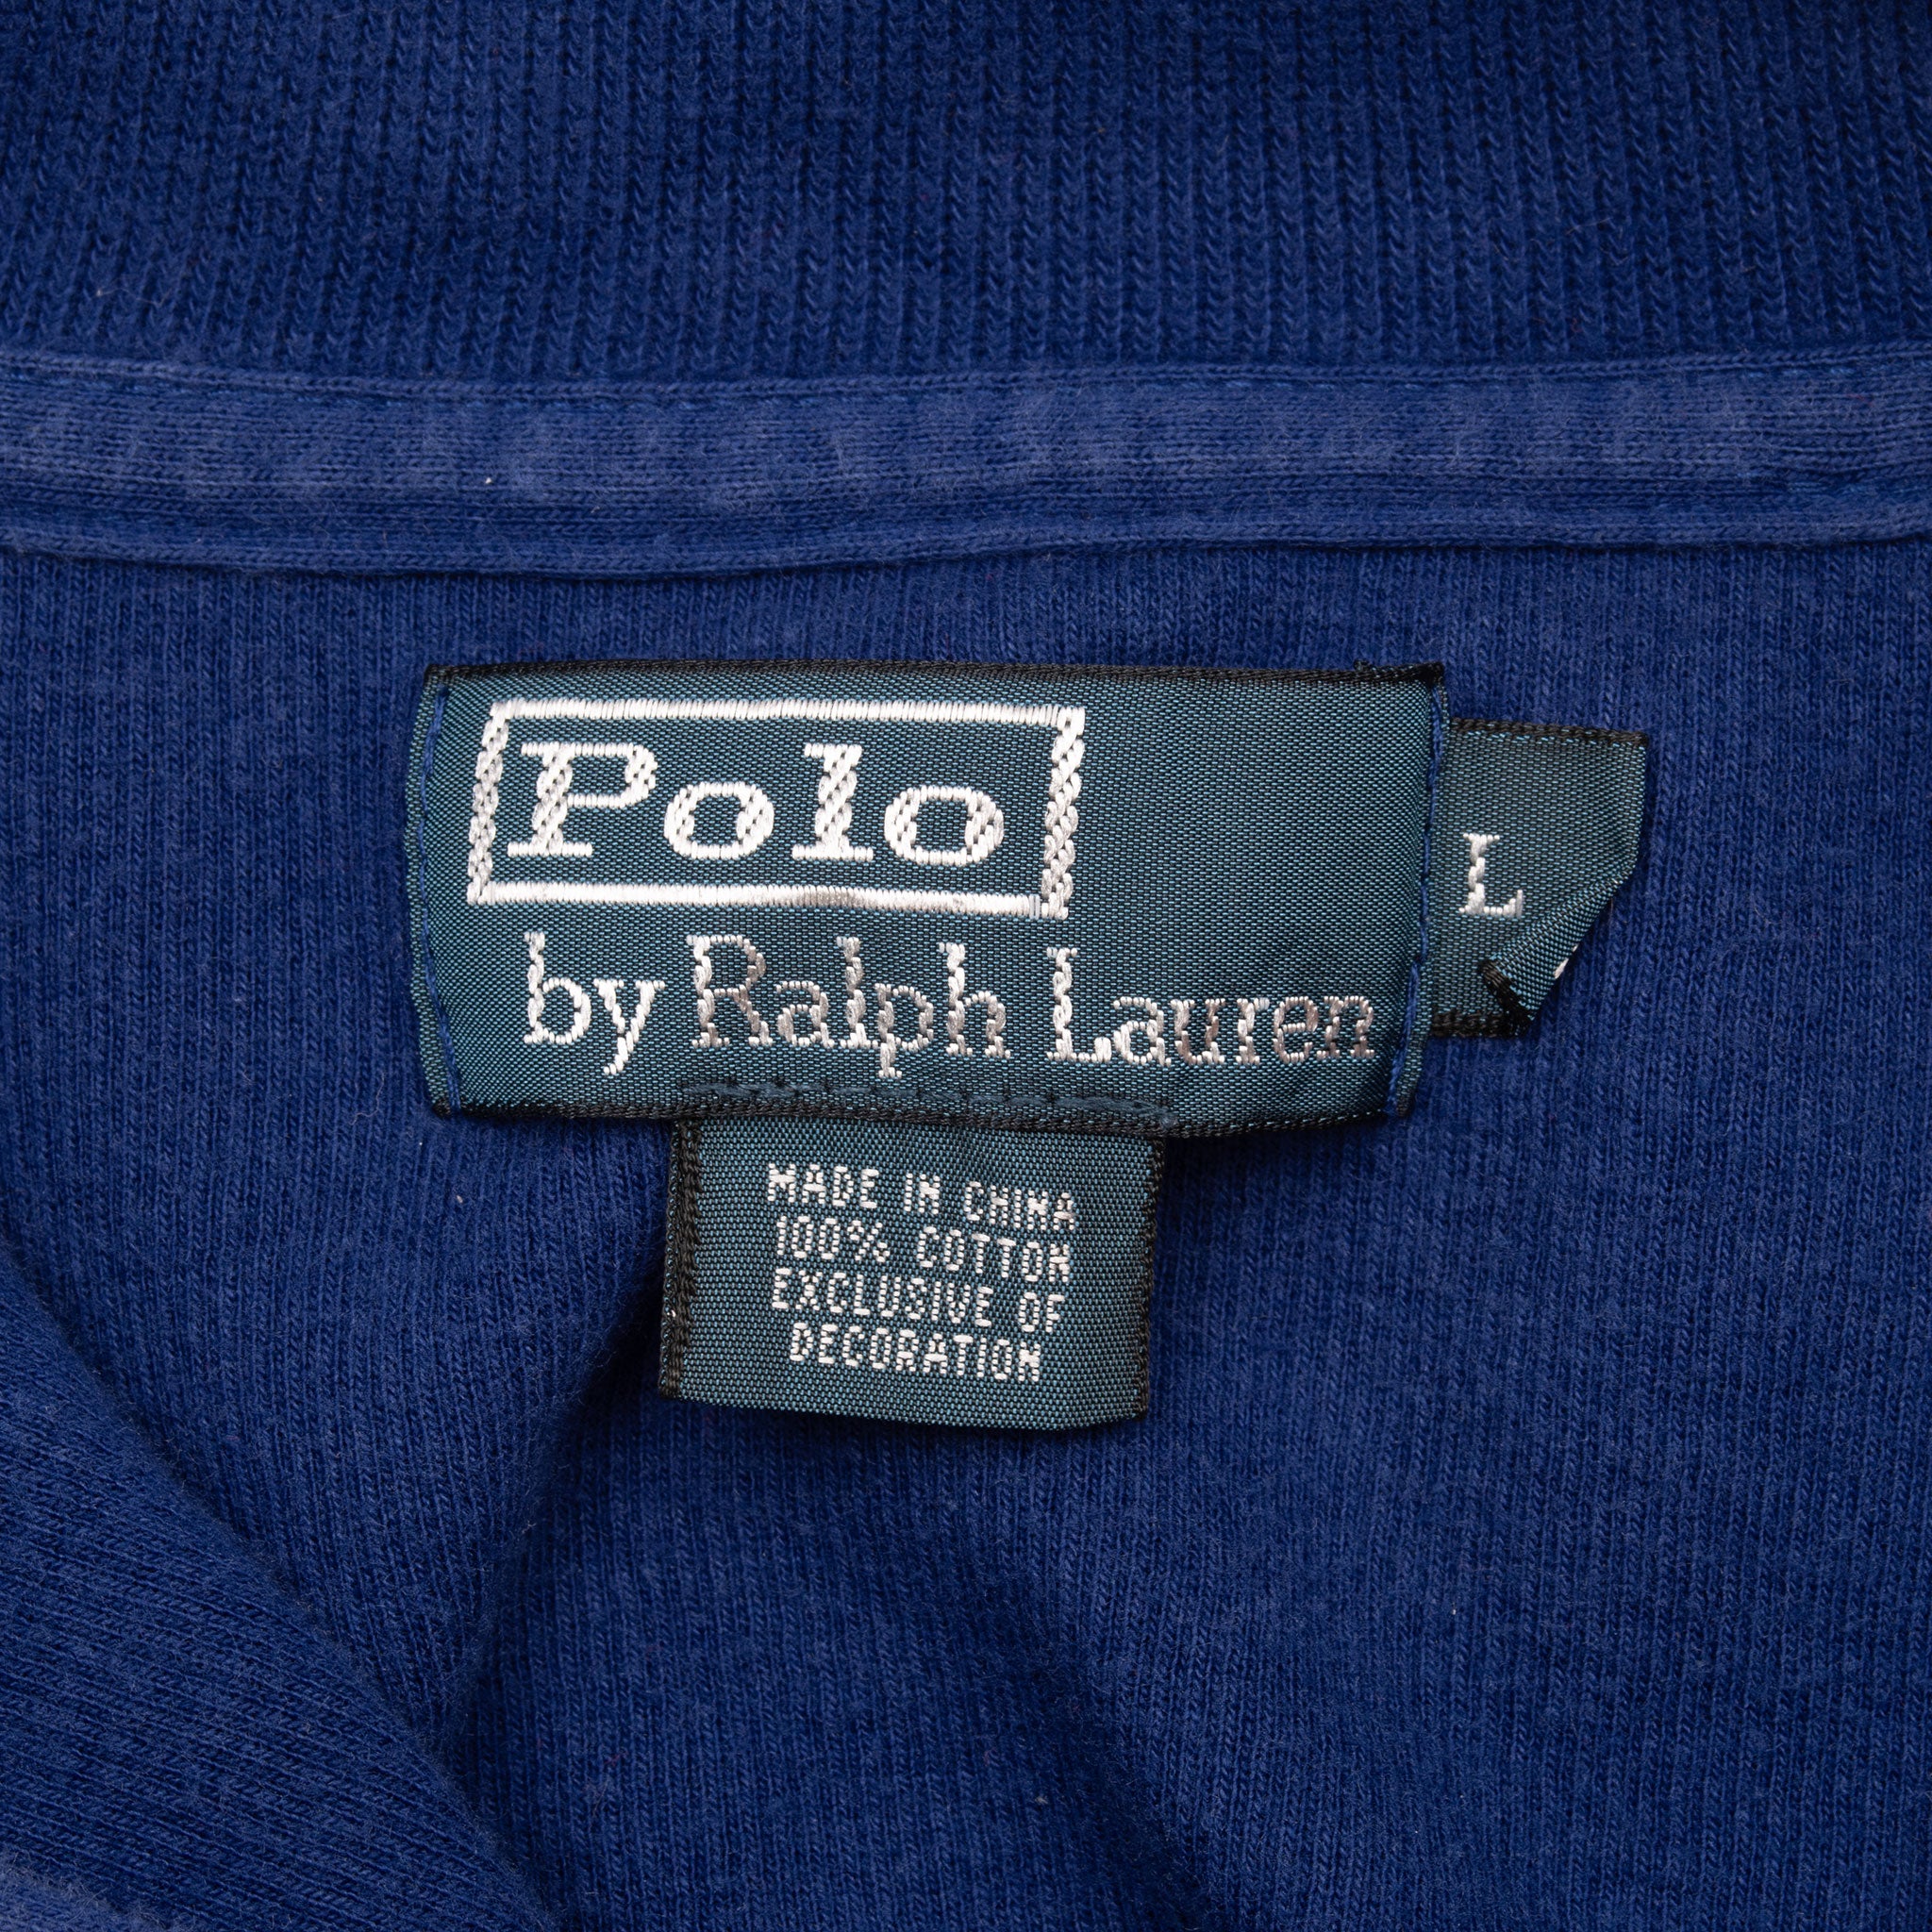 Polo
by Ralph Lauren
L
MADE IN CHINA
100% COTTON
EXCLUSIVE OF
DECORATION